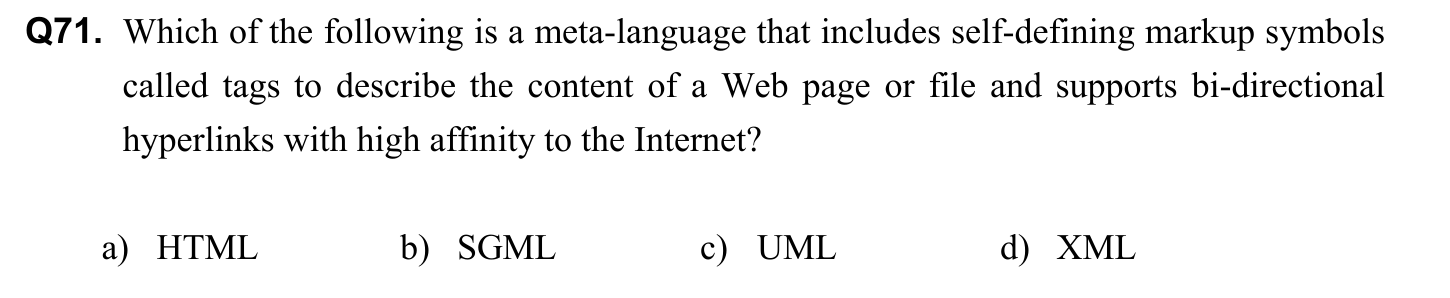 Q71. Which of the following is a meta-language that includes self-defining markup symbols
called tags to describe the content of a Web page or file and supports bi-directional
hyperlinks with high affinity to the Internet?
a) HTML b) SGML c) UML d) XML